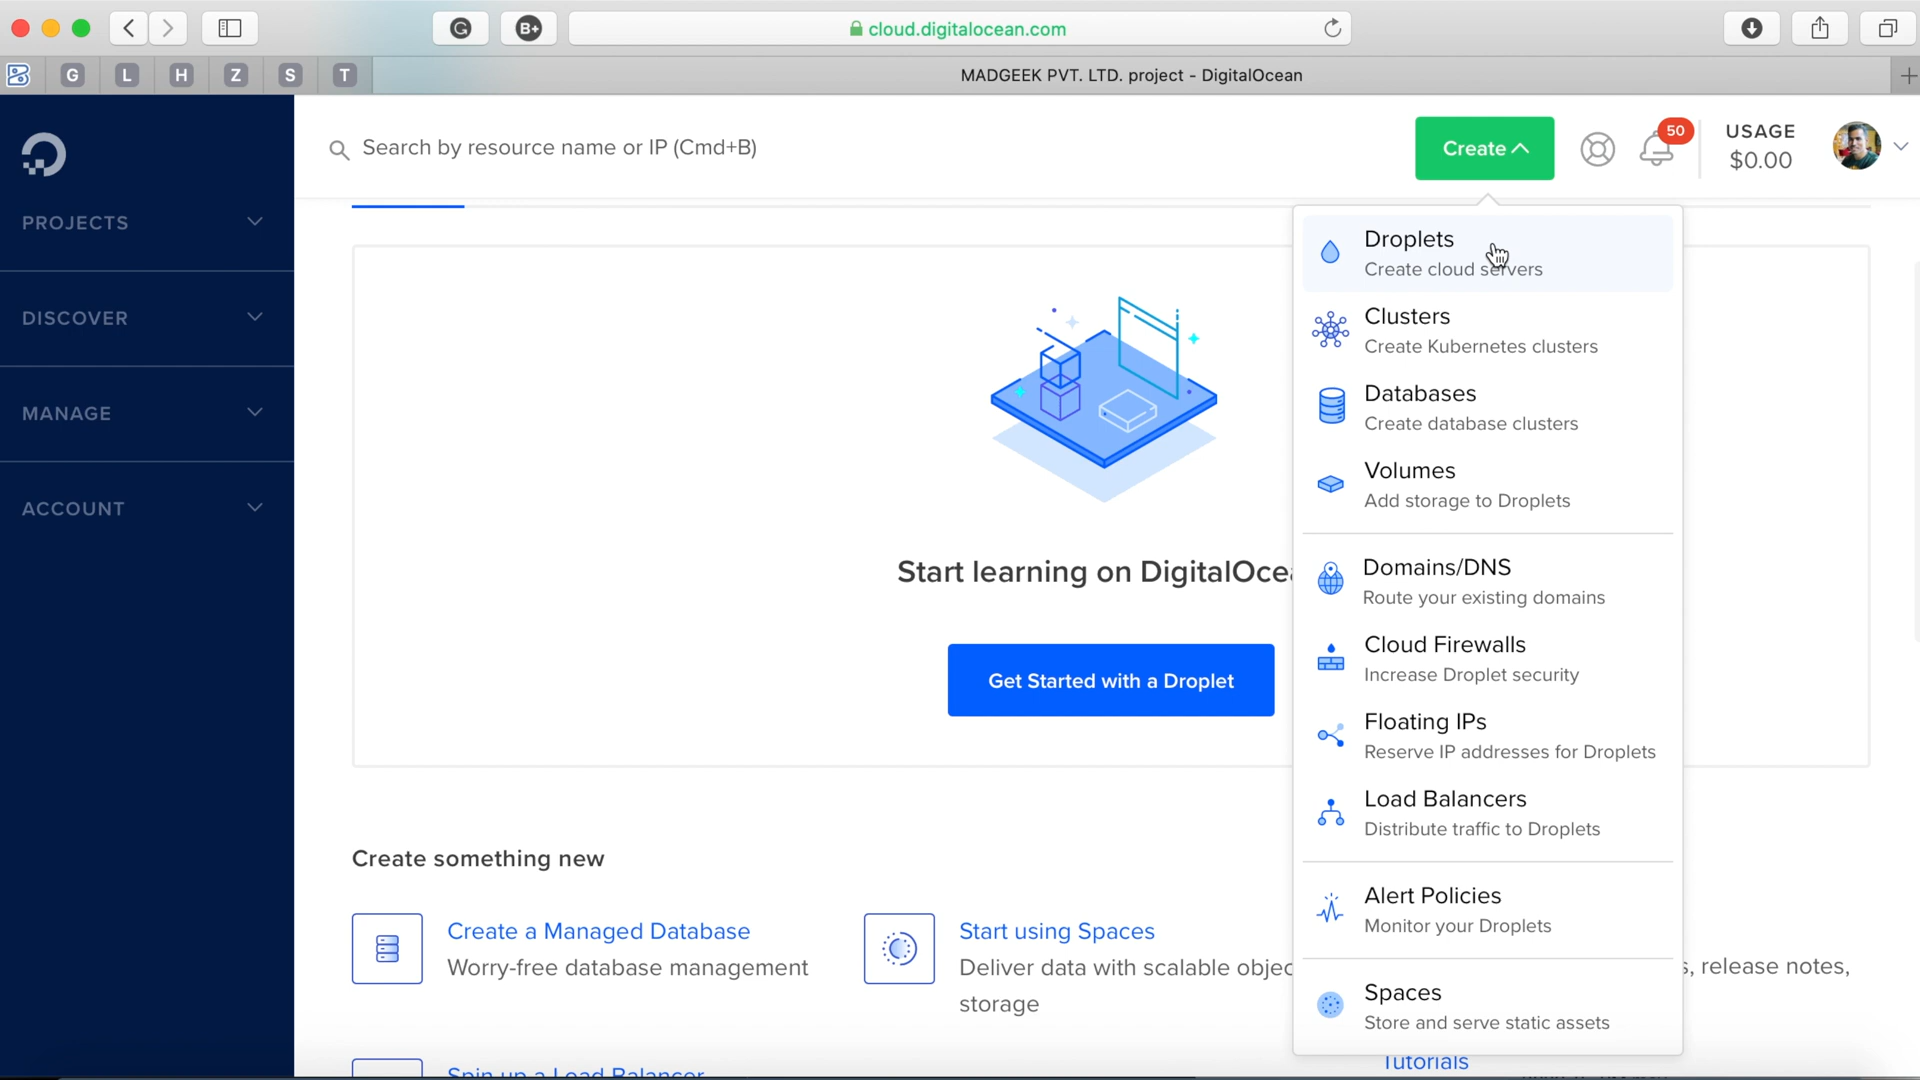 G
B+
cloud.digitalocean.com
G
L
H
Z
S
T
MADGEEK PVT. LTD. project - DigitalOcean
Search by resource name or IP (Cmd+B)
Create
50
USAGE
$0.00
PROJECTS
DISCOVER
MANAGE
ACCOUNT
Start learning on DigitalOcea
Get Started with a Droplet
Droplets
Create cloud servers
Clusters
Create Kubernetes clusters
Databases
Create database clusters
Volumes
Add storage to Droplets
Domains/DNS
Route your existing domains
Cloud Firewalls
Increase Droplet security
Floating IPs
Reserve IP addresses for Droplets
Load Balancers
Distribute traffic to Droplets
Alert Policies
Monitor your Droplets
Spaces
Store and serve static assets
Create something new
Create a Managed Database
Worry-free database management
Start using Spaces
Deliver data with scalable objec
storage
s, release notes,
Spin up a Load Balancer
Tutorials